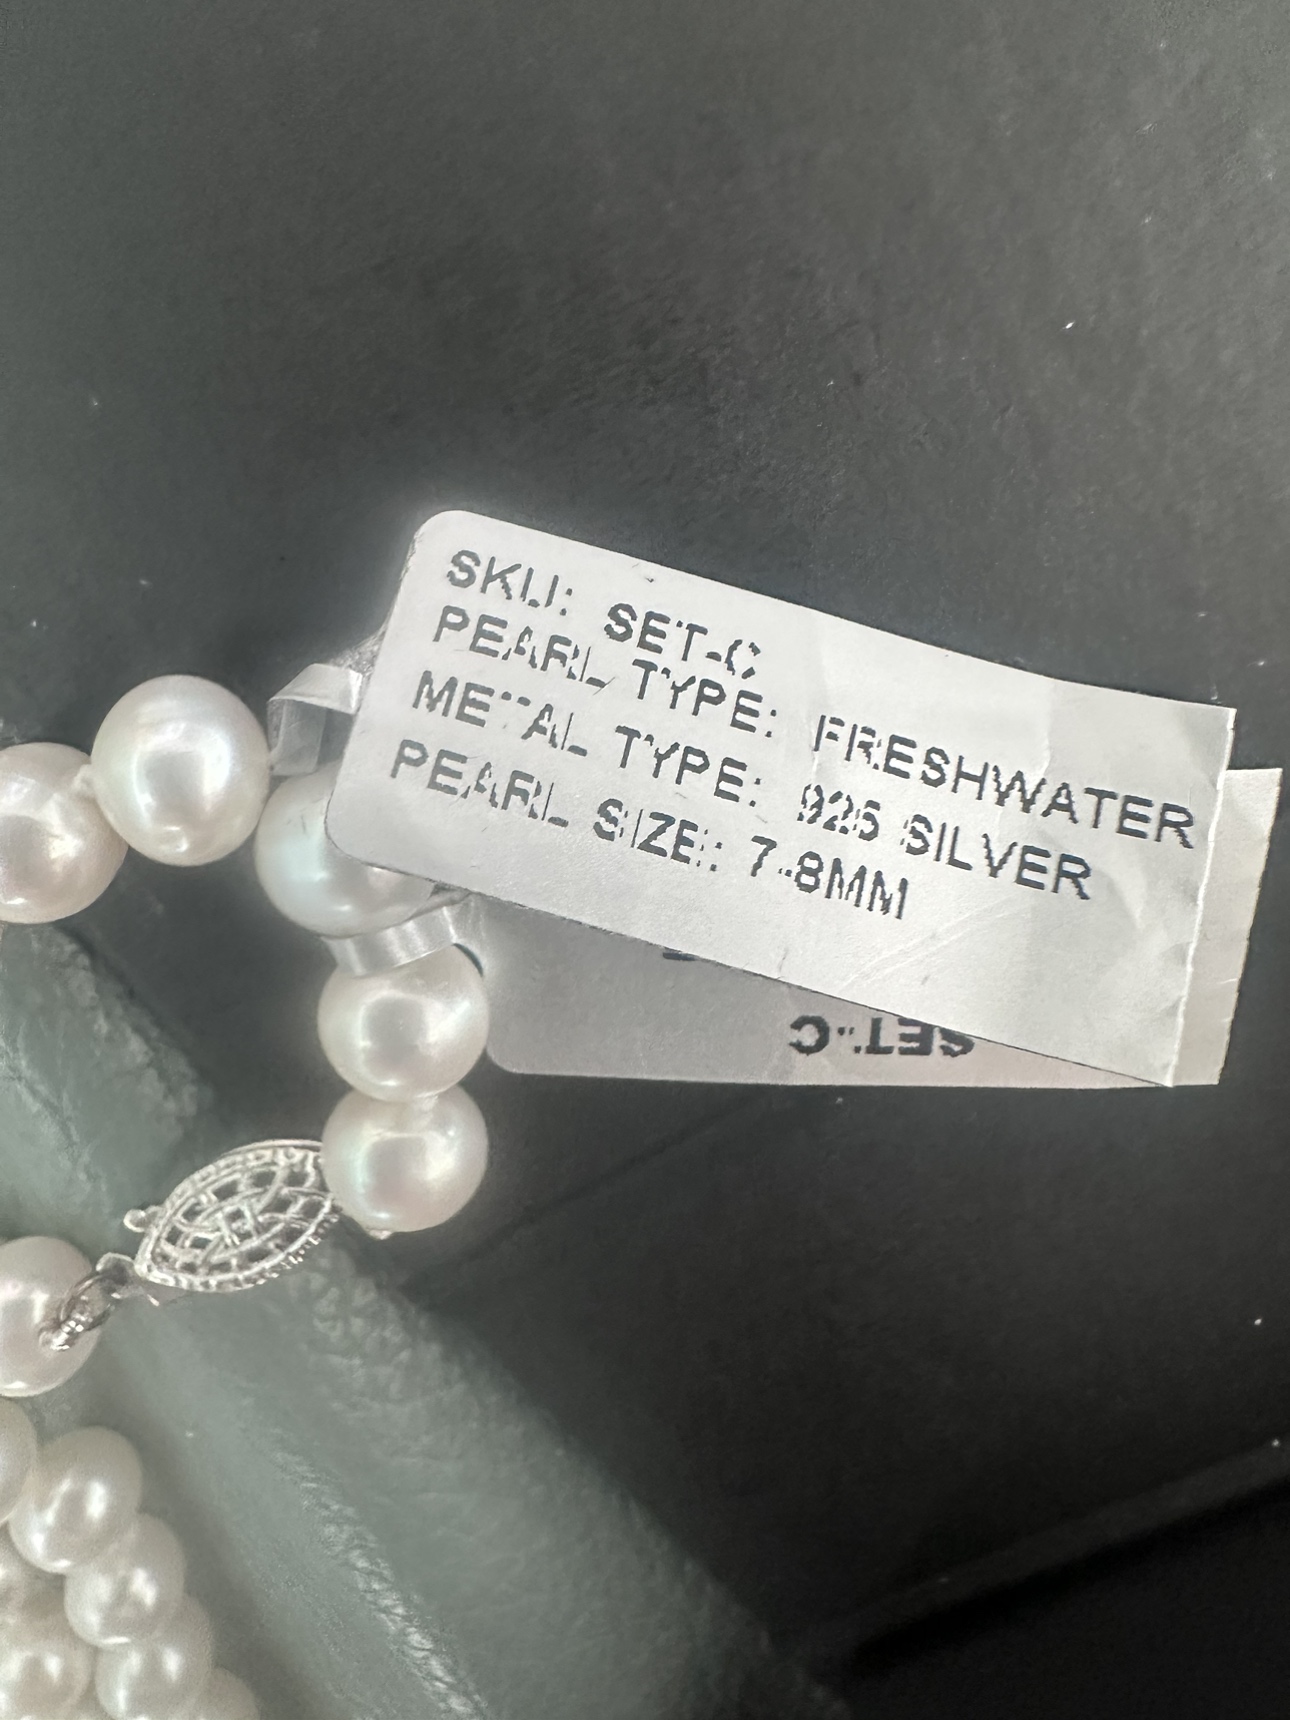 SKU: SET-C
PEARL TYPE: FRESHWATER
METAL TYPE: 925 SILVER
PEARL SIZE: 7-8MM
SET-C